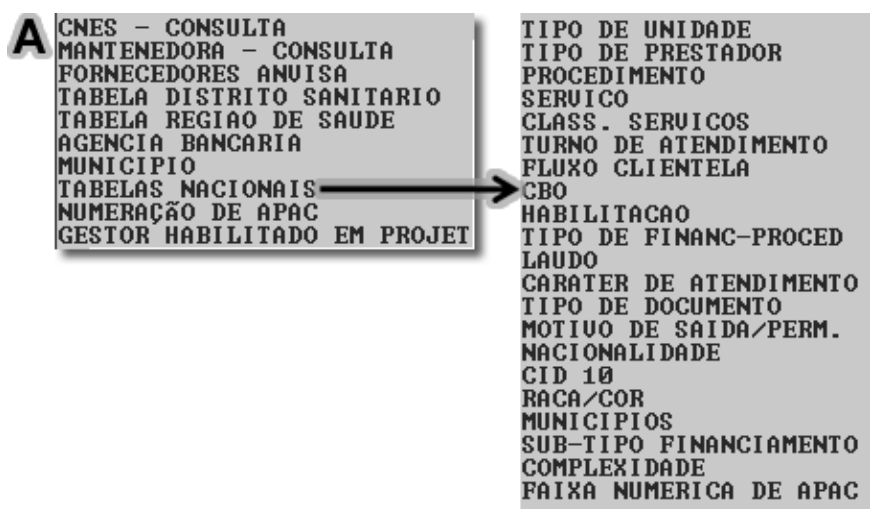 A
CNES - CONSULTA
MANTENEDORA - CONSULTA
FORNECEDORES ANVISA
TABELA DISTRITO SANITARIO
TABELA REGIAO DE SAUDE
AGENCIA BANCARIA
MUNICIPIO
TABELAS NACIONAIS
NUMERAÇÃO DE APAC
GESTOR HABILITADO EM PROJET
TIPO DE UNIDADE
TIPO DE PRESTADOR
PROCEDIMENTO
SERVICO
CLASS. SERVICOS
TURNO DE ATENDIMENTO
FLUXO CLIENTELA
CBO
HABILITACAO
TIPO DE FINANC-PROCED
LAUDO
CARATER DE ATENDIMENTO
TIPO DE DOCUMENTO
MOTIVO DE SAIDA/PERM.
NACIONALIDADE
CID 10
RACA/COR
MUNICIPIOS
SUB-TIPO FINANCIAMENTO
COMPLEXIDADE
FAIXA NUMERICA DE APAC